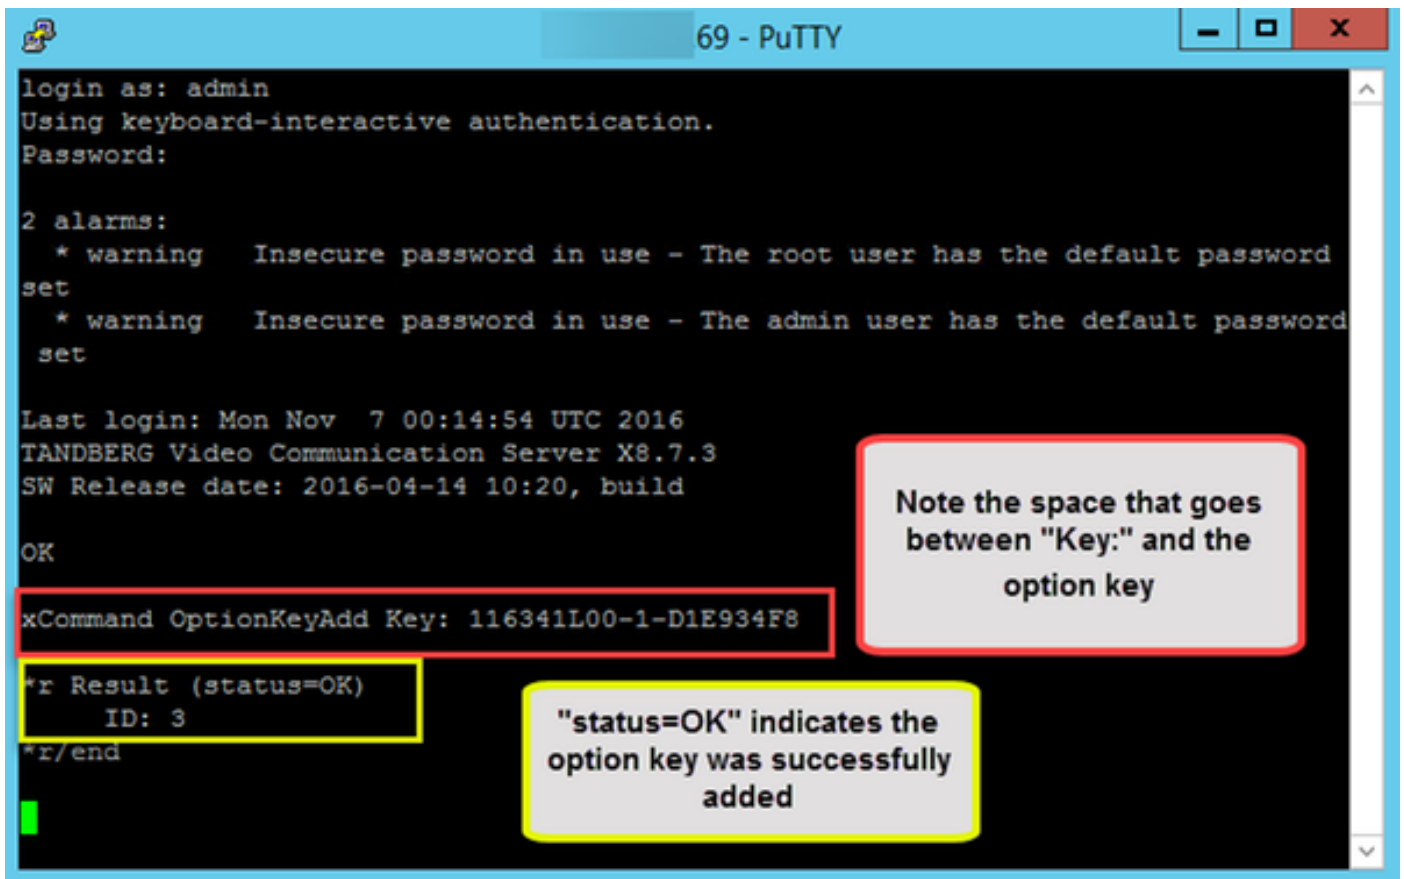 69 - PuTTY
login as: admin
Using keyboard-interactive authentication.
Password:
2 alarms:
* warning   Insecure password in use - The root user has the default password
set
* warning   Insecure password in use - The admin user has the default password
set
Last login: Mon Nov  7 00:14:54 UTC 2016
TANDBERG Video Communication Server X8.7.3
SW Release date: 2016-04-14 10:20, build
OK
xCommand OptionKeyAdd Key: 116341L00-1-D1E934F8
*r Result (status=OK)
ID: 3
*r/end
Note the space that goes
between "Key:" and the
option key
"status=OK" indicates the
option key was successfully
added